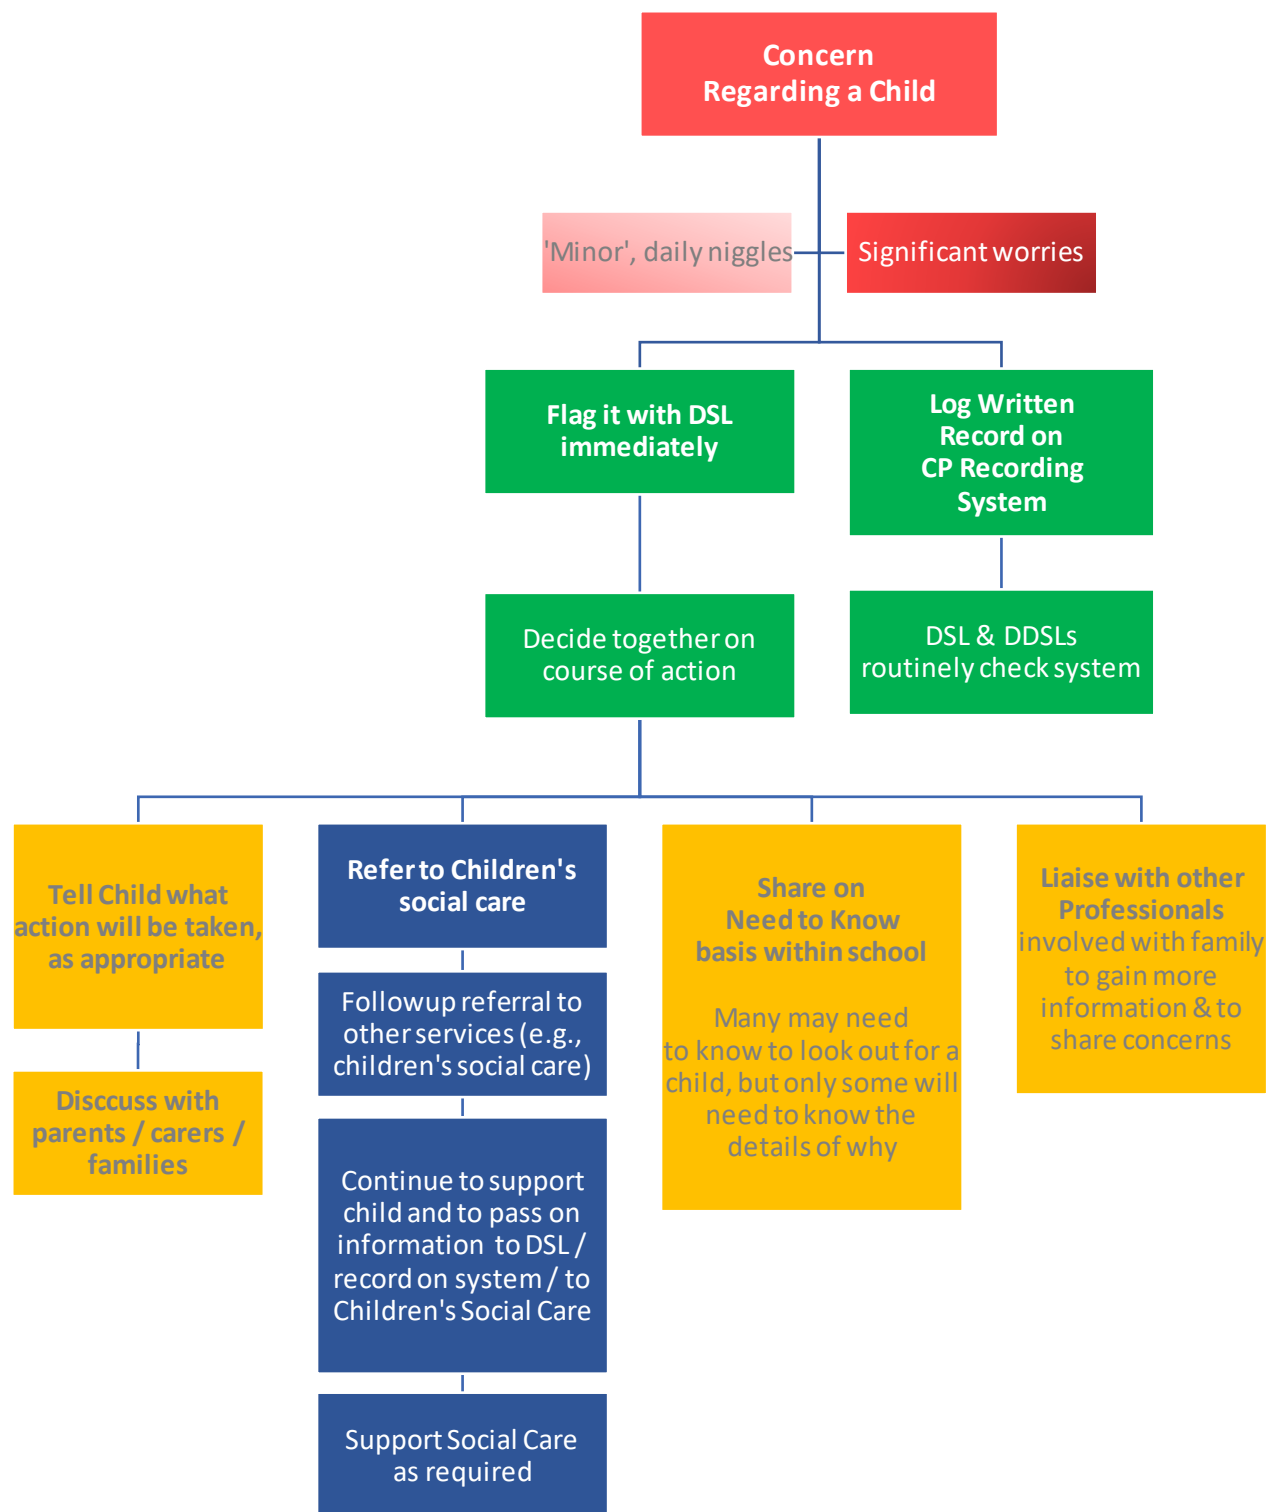 Concern
Regarding a Child
'Minor', daily niggles
Significant worries
Flag it with DSL
immediately
Log Written
Record on
CP Recording
System
Decide together on
course of action
DSL & DDSLs
routinely check system
Tell Child what
action will be taken,
as appropriate
Disccuss with
parents / carers /
families
Refer to Children's
social care
Followup referral to
other services (e.g.,
children's social care)
Continue to support
child and to pass on
information to DSL /
record on system / to
Children's Social Care
Support Social Care
as required
Share on
Need to Know
basis within school
Many may need
to know to look out for a
child, but only some will
need to know the
details of why
Liaise with other
Professionals
involved with family
to gain more
information & to
share concerns